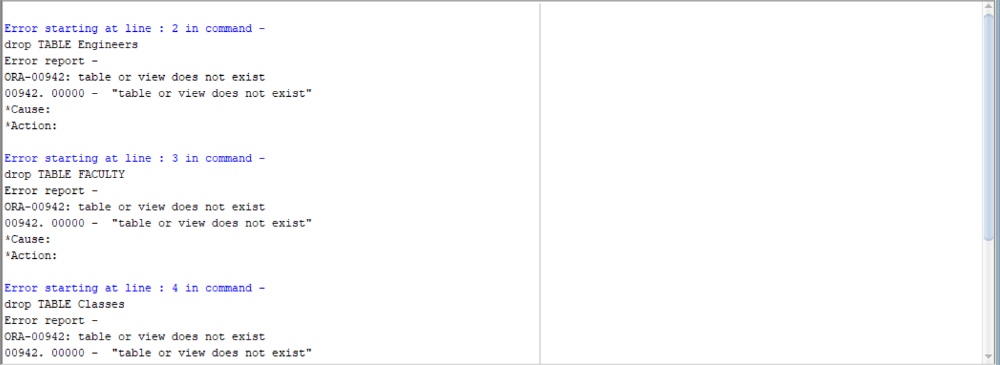 Error starting at line : 2 in command -
drop TABLE Engineers
Error report -
ORA-00942: table or view does not exist
00942. 00000 -  "table or view does not exist"
*Cause:
*Action:
Error starting at line : 3 in command -
drop TABLE FACULTY
Error report -
ORA-00942: table or view does not exist
00942. 00000 -  "table or view does not exist"
*Cause:
*Action:
Error starting at line : 4 in command -
drop TABLE Classes
Error report -
ORA-00942: table or view does not exist
00942. 00000 -  "table or view does not exist"